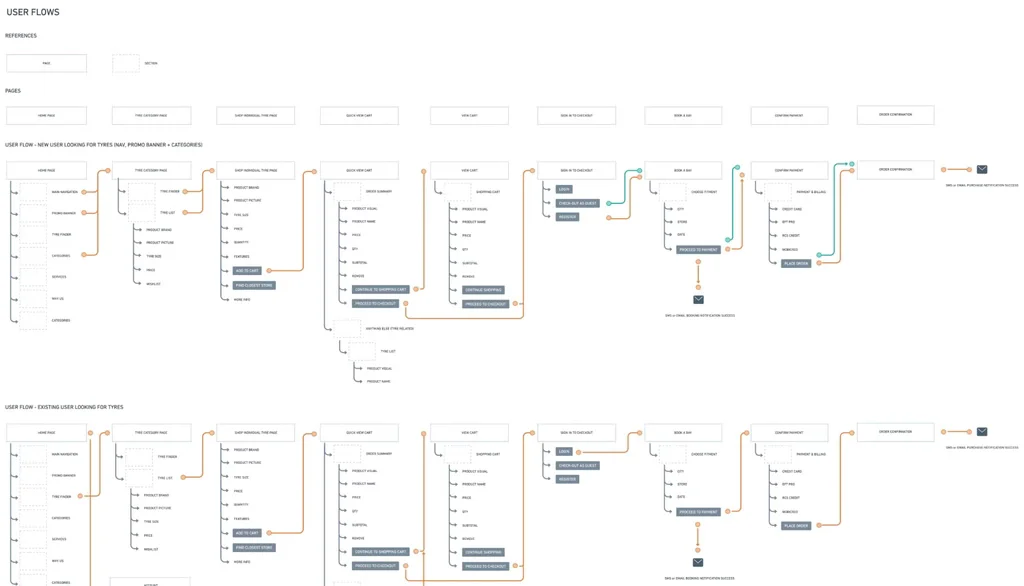 USER FLOWS
REFERENCES
PAGE
SECTION
PAGES
HOME PAGE
TYRE CATEGORY PAGE
SHOP INDIVIDUAL TYRE PAGE
QUICK VIEW CART
VIEW CART
SIGN IN TO CHECKOUT
BOOK A BAY
CONFIRM PAYMENT
ORDER CONFIRMATION
USER FLOW - NEW USER LOOKING FOR TYRES (NAV, PROMO BANNER + CATEGORIES)
HOME PAGE
MAIN NAVIGATION
PROMO BANNER
TYRE FINDER
CATEGORIES
SERVICES
WHY US
CATEGORIES
TYRE CATEGORY PAGE
TYRE FINDER
TYRE LIST
PRODUCT BRAND
PRODUCT PICTURE
TYRE SIZE
PRICE
WISHLIST
SHOP INDIVIDUAL TYRE PAGE
PRODUCT BRAND
PRODUCT PICTURE
TYRE SIZE
PRICE
QUANTITY
FEATURES
ADD TO CART
FIND CLOSEST STORE
MORE INFO
QUICK VIEW CART
ORDER SUMMARY
PRODUCT VISUAL
PRODUCT NAME
PRICE
QTY
SUBTOTAL
REMOVE
CONTINUE TO SHOPPING CART
PROCEED TO CHECKOUT
ANYTHING ELSE (TYRE RELATED)
TYRE LIST
PRODUCT VISUAL
PRODUCT NAME
VIEW CART
SHOPPING CART
PRODUCT VISUAL
PRODUCT NAME
PRICE
QTY
SUBTOTAL
REMOVE
CONTINUE SHOPPING
PROCEED TO CHECKOUT
SIGN IN TO CHECKOUT
LOGIN
CHECK-OUT AS GUEST
REGISTER
BOOK A BAY
CHOOSE FITMENT
CITY
STORE
DATE
PROCEED TO PAYMENT
SMS or EMAIL BOOKING NOTIFICATION SUCCESS
CONFIRM PAYMENT
PAYMENT & BILLING
CREDIT CARD
EFT PRO
RCS CREDIT
MOBICRED
PLACE ORDER
ORDER CONFIRMATION
SMS or EMAIL PURCHASE NOTIFICATION SUCCESS
USER FLOW - EXISTING USER LOOKING FOR TYRES
HOME PAGE
MAIN NAVIGATION
PROMO BANNER
TYRE FINDER
CATEGORIES
SERVICES
WHY US
CATEGORIES
TYRE CATEGORY PAGE
TYRE FINDER
TYRE LIST
PRODUCT BRAND
PRODUCT PICTURE
TYRE SIZE
PRICE
WISHLIST
ACCOUNT
SHOP INDIVIDUAL TYRE PAGE
PRODUCT BRAND
PRODUCT PICTURE
TYRE SIZE
PRICE
QUANTITY
FEATURES
ADD TO CART
FIND CLOSEST STORE
MORE INFO
QUICK VIEW CART
ORDER SUMMARY
PRODUCT VISUAL
PRODUCT NAME
PRICE
QTY
SUBTOTAL
REMOVE
CONTINUE TO SHOPPING CART
PROCEED TO CHECKOUT
VIEW CART
SHOPPING CART
PRODUCT VISUAL
PRODUCT NAME
PRICE
QTY
SUBTOTAL
REMOVE
CONTINUE SHOPPING
PROCEED TO CHECKOUT
SIGN IN TO CHECKOUT
LOGIN
CHECK-OUT AS GUEST
REGISTER
BOOK A BAY
CHOOSE FITMENT
CITY
STORE
DATE
PROCEED TO PAYMENT
SMS or EMAIL BOOKING NOTIFICATION SUCCESS
CONFIRM PAYMENT
PAYMENT & BILLING
CREDIT CARD
EFT PRO
RCS CREDIT
MOBICRED
PLACE ORDER
ORDER CONFIRMATION
SMS or EMAIL PURCHASE NOTIFICATION SUCCESS